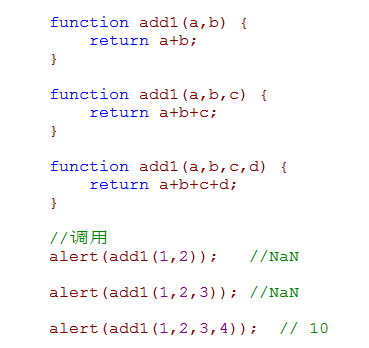 function add1(a,b) {
    return a+b;
}
function add1(a,b,c) {
    return a+b+c;
}
function add1(a,b,c,d) {
    return a+b+c+d;
}
//调用
alert(add1(1,2));   //NaN
alert(add1(1,2,3)); //NaN
alert(add1(1,2,3,4));  // 10